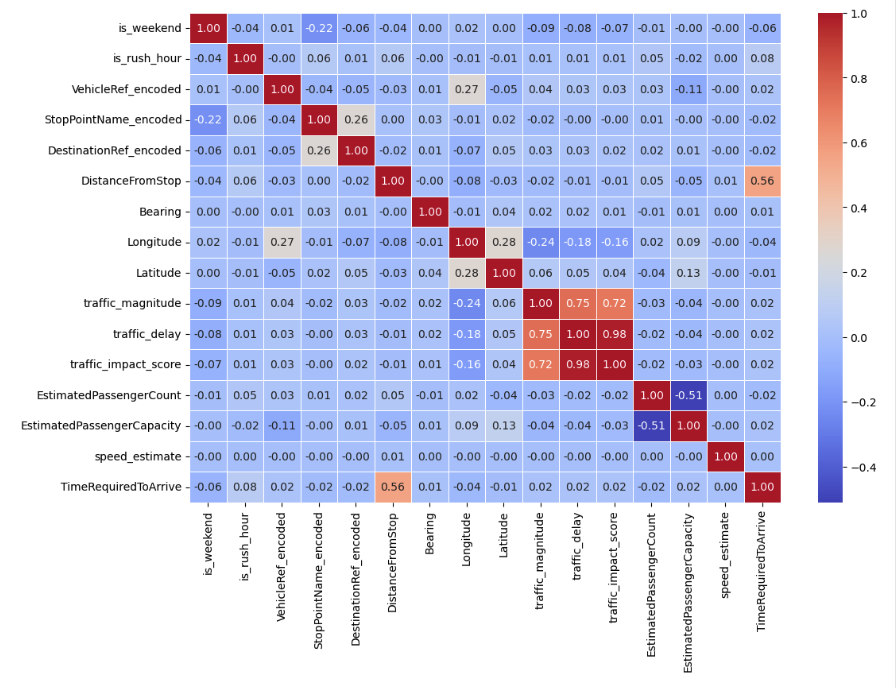 is_weekend 1.00 -0.04 0.01 -0.22 -0.06 -0.04 0.00 0.02 0.00 -0.09 -0.08 -0.07 -0.01 -0.00 -0.00 -0.06
is_rush_hour -0.04 1.00 -0.00 0.06 0.01 0.06 -0.00 -0.01 -0.01 0.01 0.01 0.01 0.05 -0.02 0.00 0.08
VehicleRef_encoded 0.01 -0.00 1.00 -0.04 -0.05 -0.03 0.01 0.27 -0.05 0.04 0.03 0.03 0.03 -0.11 -0.00 0.02
StopPointName_encoded -0.22 0.06 -0.04 1.00 0.26 0.00 0.03 -0.01 0.02 -0.02 -0.00 -0.00 0.01 -0.00 -0.00 -0.02
DestinationRef_encoded -0.06 0.01 -0.05 0.26 1.00 -0.02 0.01 -0.07 0.05 0.03 0.03 0.02 0.02 0.01 -0.00 -0.02
DistanceFromStop -0.04 0.06 -0.03 0.00 -0.02 1.00 -0.00 -0.08 -0.03 -0.02 -0.01 -0.01 0.05 -0.05 0.01 0.56
Bearing 0.00 -0.00 0.01 0.03 0.01 -0.00 1.00 -0.01 0.04 0.02 0.02 0.01 -0.01 0.01 0.00 0.01
Longitude 0.02 -0.01 0.27 -0.01 -0.07 -0.08 -0.01 1.00 0.28 -0.24 -0.18 -0.16 0.02 0.09 -0.00 -0.04
Latitude 0.00 -0.01 -0.05 0.02 0.05 -0.03 0.04 0.28 1.00 0.06 0.05 0.04 -0.04 0.13 -0.00 -0.01
traffic_magnitude -0.09 0.01 0.04 -0.02 0.03 -0.02 0.02 -0.24 0.06 1.00 0.75 0.72 -0.03 -0.04 -0.00 0.02
traffic_delay -0.08 0.01 0.03 -0.00 0.03 -0.01 0.02 -0.18 0.05 0.75 1.00 0.98 -0.02 -0.04 -0.00 0.02
traffic_impact_score -0.07 0.01 0.03 -0.00 0.02 -0.01 0.01 -0.16 0.04 0.72 0.98 1.00 -0.02 -0.03 -0.00 0.02
EstimatedPassengerCount -0.01 0.05 0.03 0.01 0.02 0.05 -0.01 0.02 -0.04 -0.03 -0.02 -0.02 1.00 -0.51 0.00 -0.02
EstimatedPassengerCapacity -0.00 -0.02 -0.11 -0.00 0.01 -0.05 0.01 0.09 0.13 -0.04 -0.04 -0.03 -0.51 1.00 -0.00 0.02
speed_estimate -0.00 0.00 -0.00 -0.00 -0.00 0.01 0.00 -0.00 -0.00 -0.00 -0.00 -0.00 0.00 -0.00 1.00 0.00
TimeRequiredToArrive -0.06 0.08 0.02 -0.02 -0.02 0.56 0.01 -0.04 -0.01 0.02 0.02 0.02 -0.02 0.02 0.00 1.00
is_weekend
is_rush_hour
VehicleRef_encoded
StopPointName_encoded
DestinationRef_encoded
DistanceFromStop
Bearing
Longitude
Latitude
traffic_magnitude
traffic_delay
traffic_impact_score
EstimatedPassengerCount
EstimatedPassengerCapacity
speed_estimate
TimeRequiredToArrive
1.0
0.8
0.6
0.4
0.2
0.0
−0.2
−0.4